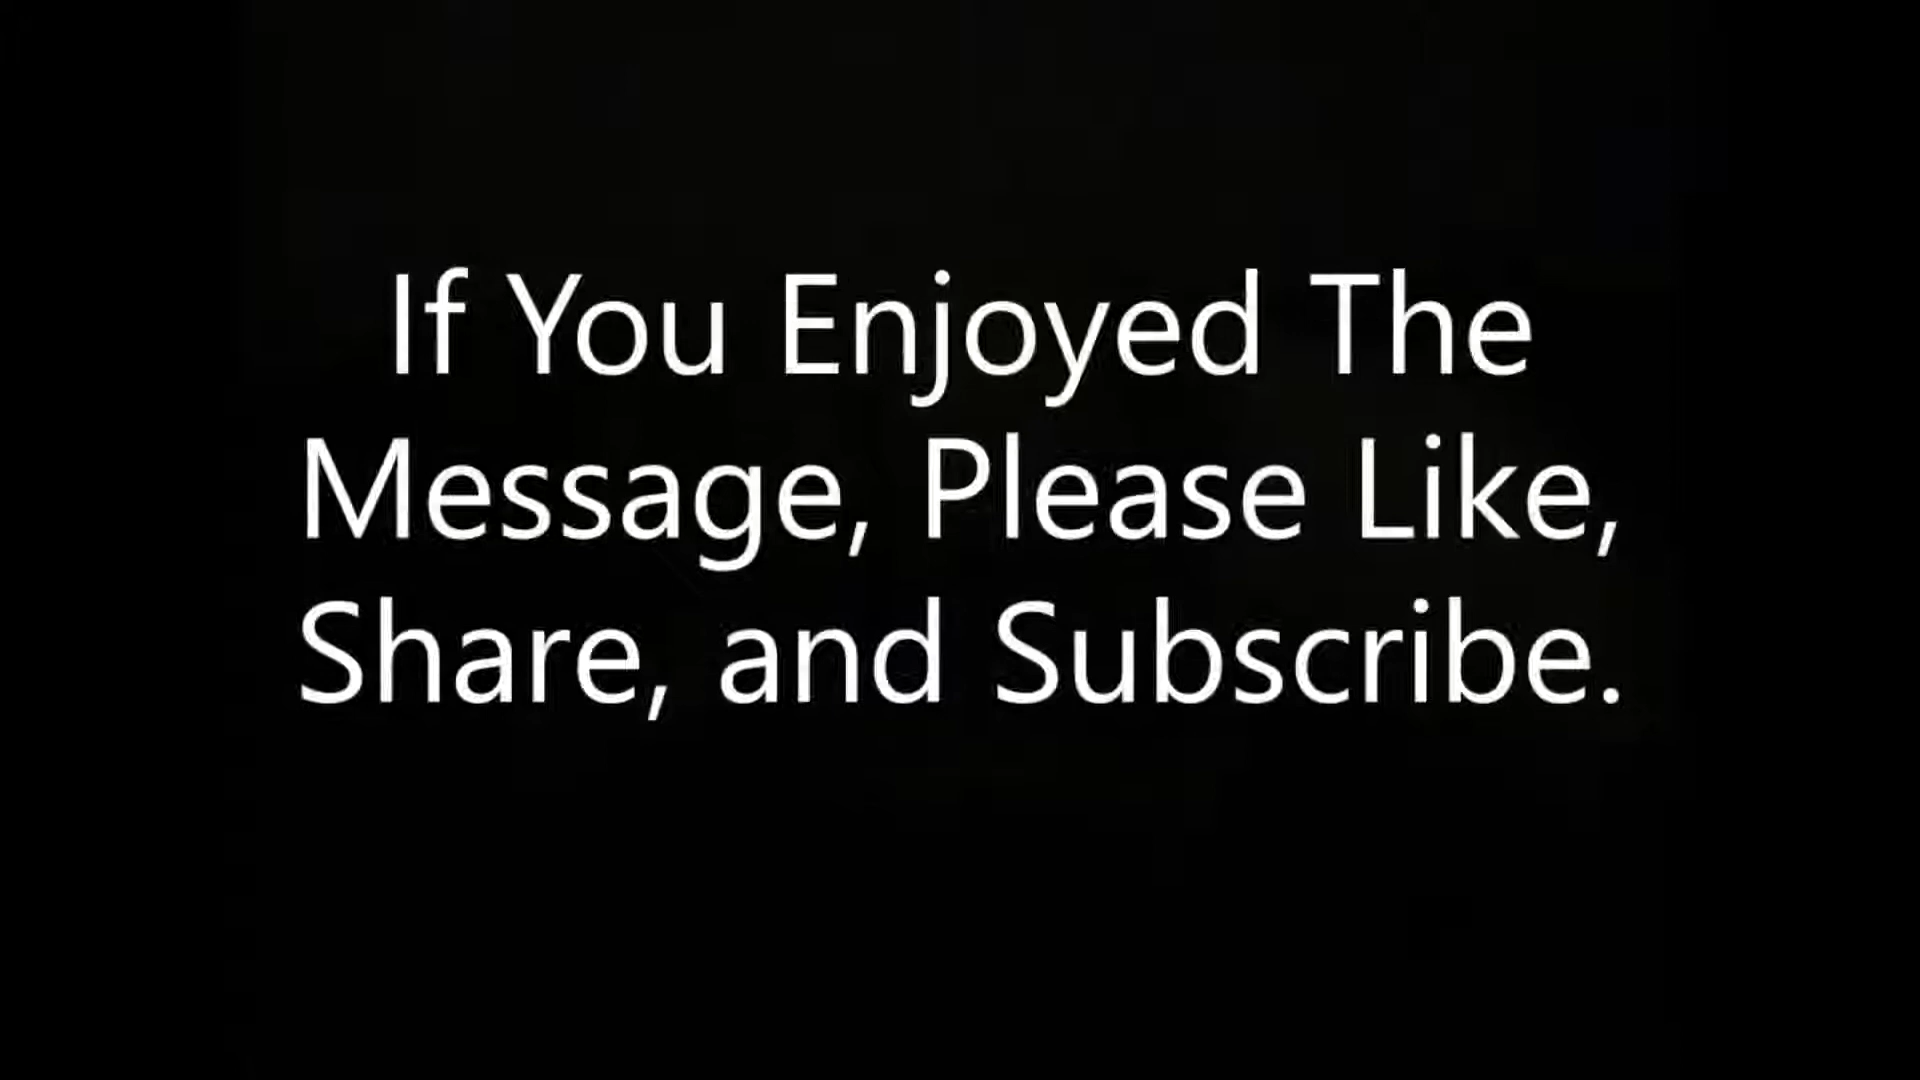 If You Enjoyed The
Message, Please Like,
Share, and Subscribe.